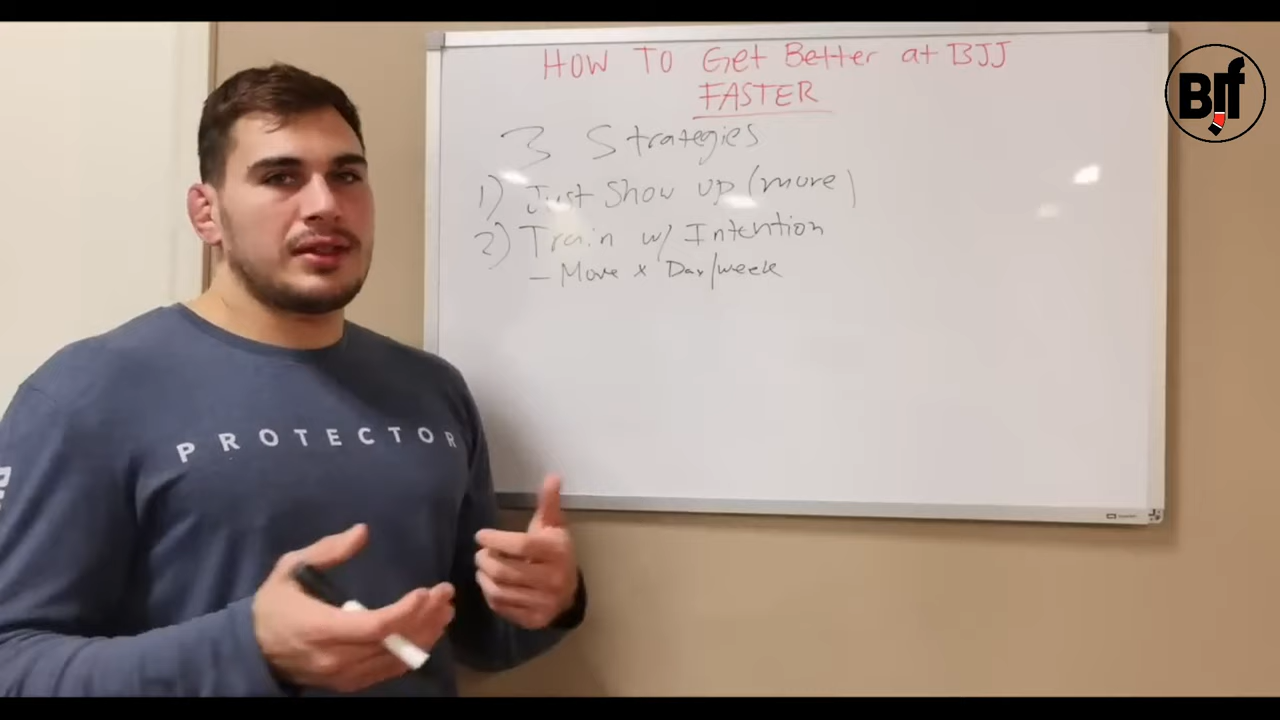 HOW TO Get Better at BJJ
FASTER
3 Strategies
1) Just Show up (more)
2) Train w/ Intention
- Move x Day/week
PROTECTOR
BJf